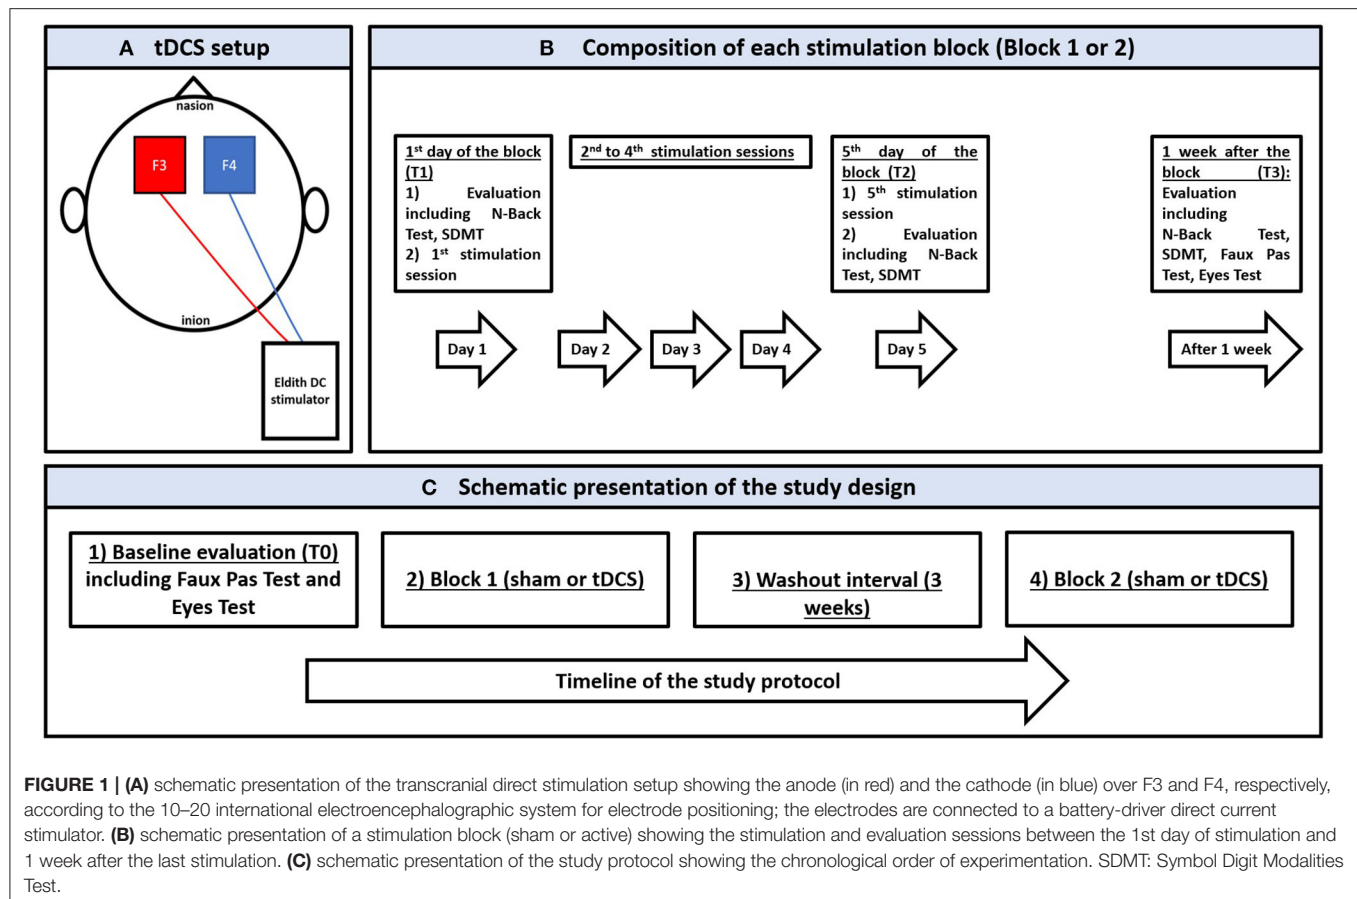 A tDCS setup
nasion
F3 F4
inion
Eldith DC
stimulator
B Composition of each stimulation block (Block 1 or 2)
1st day of the block
(T1)
1) Evaluation
including N-Back
Test, SDMT
2) 1st stimulation
session
2nd to 4th stimulation sessions
5th day of the
block (T2)
1) 5th stimulation
session
2) Evaluation
including N-Back
Test, SDMT
1 week after the
block (T3):
Evaluation
including
N-Back Test,
SDMT, Faux Pas
Test, Eyes Test
Day 1
Day 2
Day 3
Day 4
Day 5
After 1 week
C Schematic presentation of the study design
1) Baseline evaluation (T0)
including Faux Pas Test and
Eyes Test
2) Block 1 (sham or tDCS)
3) Washout interval (3
weeks)
4) Block 2 (sham or tDCS)
Timeline of the study protocol
FIGURE 1 | (A) schematic presentation of the transcranial direct stimulation setup showing the anode (in red) and the cathode (in blue) over F3 and F4, respectively,
according to the 10–20 international electroencephalographic system for electrode positioning; the electrodes are connected to a battery-driver direct current
stimulator. (B) schematic presentation of a stimulation block (sham or active) showing the stimulation and evaluation sessions between the 1st day of stimulation and
1 week after the last stimulation. (C) schematic presentation of the study protocol showing the chronological order of experimentation. SDMT: Symbol Digit Modalities
Test.